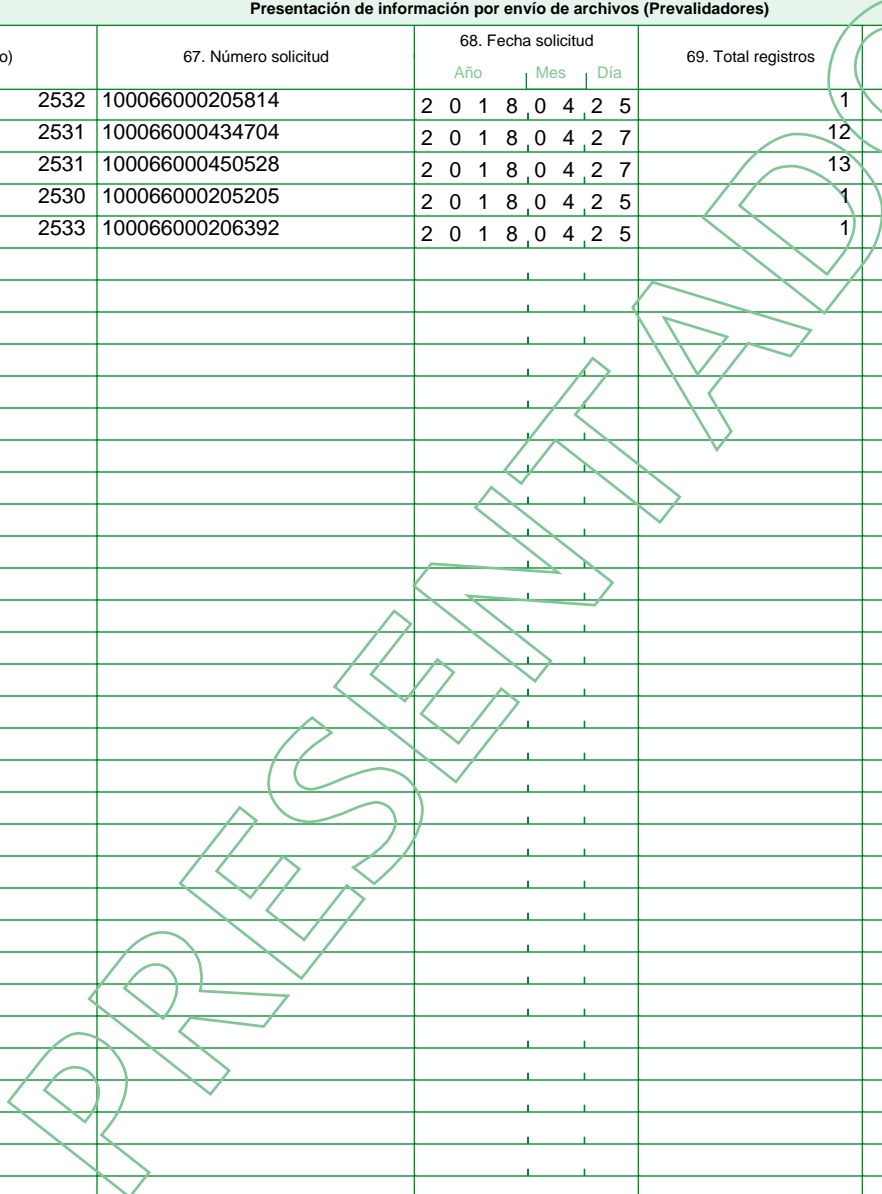 Presentación de información por envío de archivos (Prevalidadores)
o) 67. Número solicitud 68. Fecha solicitud 69. Total registros
Año Mes Día
2532 100066000205814 2 0 1 8 0 4 2 5 1
2531 100066000434704 2 0 1 8 0 4 2 7 12
2531 100066000450528 2 0 1 8 0 4 2 7 13
2530 100066000205205 2 0 1 8 0 4 2 5 1
2533 100066000206392 2 0 1 8 0 4 2 5 1
PRESENTADO